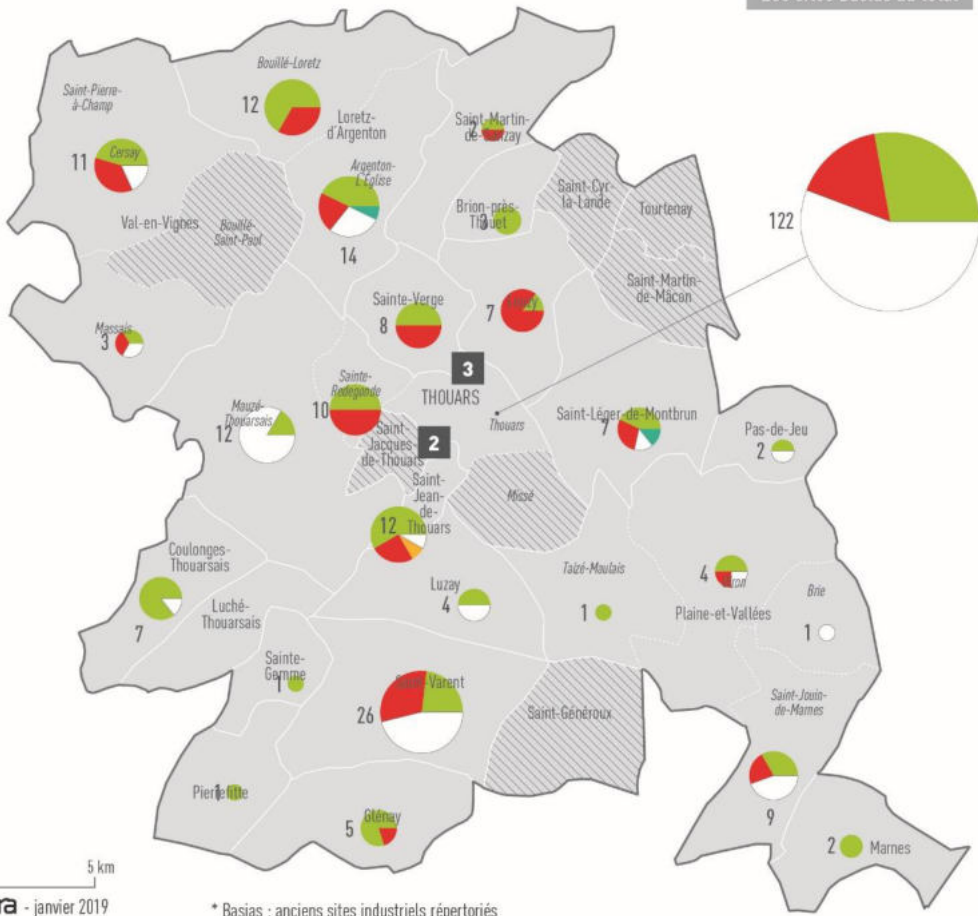 Bouillé-Loretz
12
Saint-Pierre-
à-Champ
Loretz-
d'Argenton
Saint-Martin-
de-Sanzay
2
Cersay
11
Argenton-
L'Église
14
Saint-Cyr-
la-Lande
Tourtenay
Val-en-Vignes
Bouillé-
Saint-Paul
Brion-près-
Thouet
3
122
Saint-Martin-
de-Mâcon
Sainte-Verge
8
7
Massais
3
3
THOUARS
Thouars
Sainte-
Radegonde
10
Mauzé-
Thouarsais
12
Saint-
Jacques-
de-Thouars
2
Saint-Léger-de-Montbrun
7
Pas-de-Jeu
2
Missé
Saint-
Jean-
de-
Thouars
12
Coulonges-
Thouarsais
7
Luché-
Thouarsais
Luzay
4
Taizé-Maulais
1
4
Plaine-et-Vallées
Brie
1
Sainte-
Gemme
1
Saint-Varent
26
Saint-Généroux
Saint-Jouin-
de-Marnes
9
Pierrefitte
1
Glénay
5
2
Marnes
5 km
ra - janvier 2019
* Basias : anciens sites industriels répertoriés